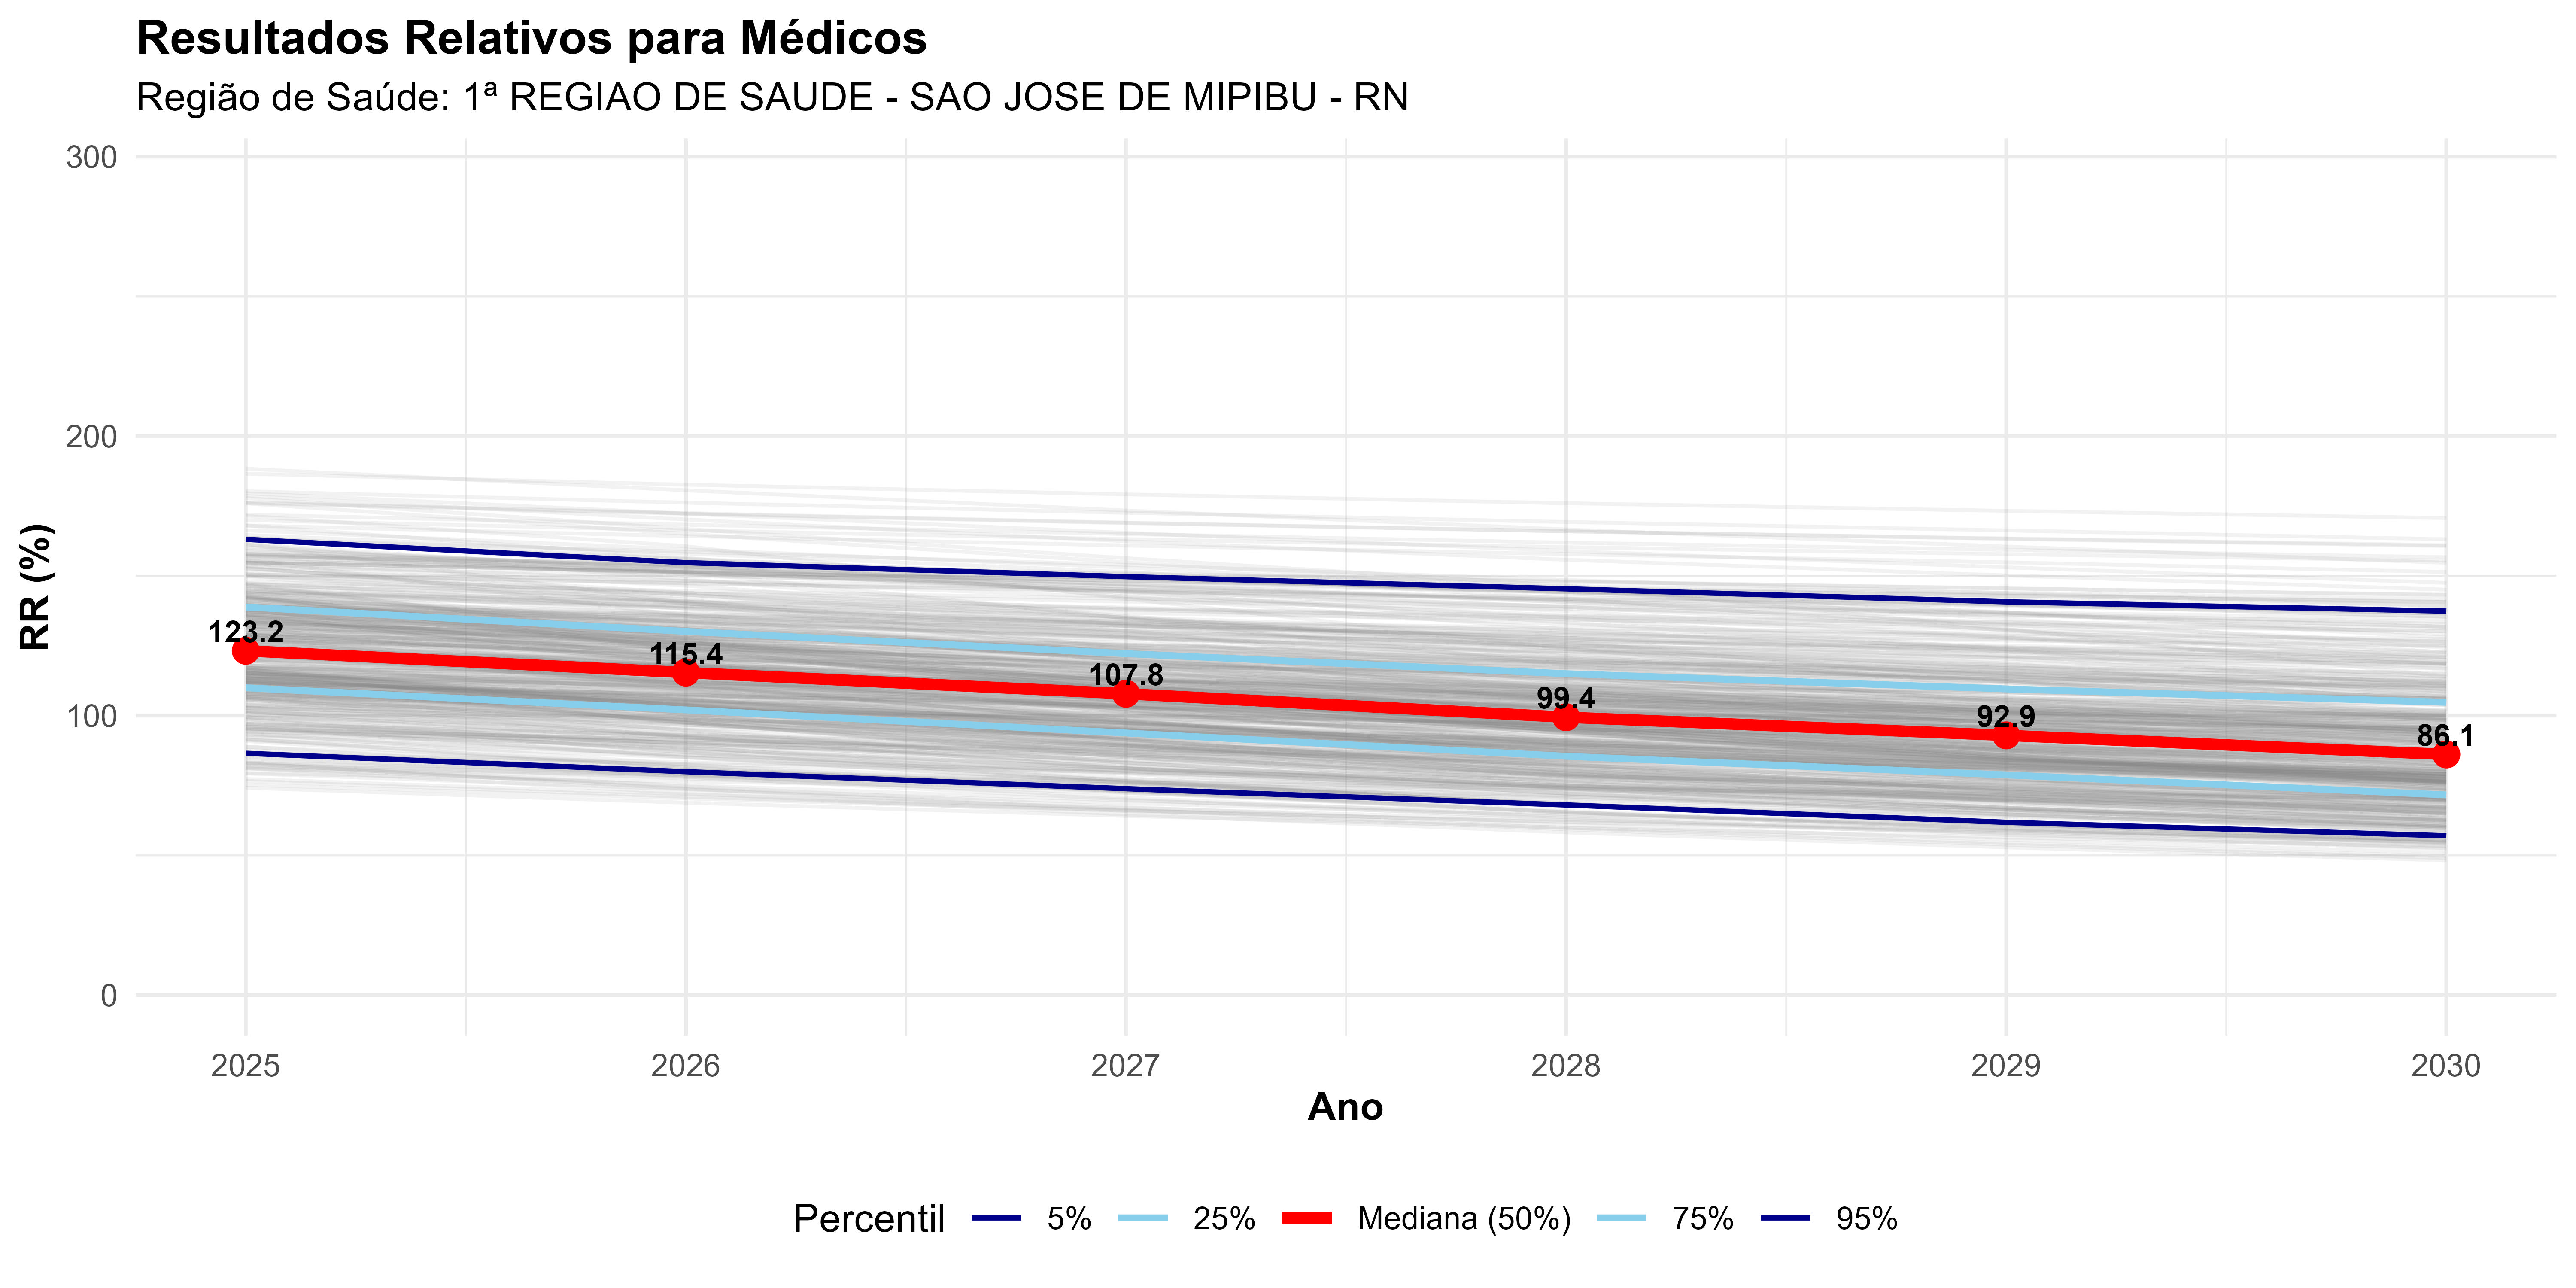 Resultados Relativos para Médicos
Região de Saúde: 1ª REGIAO DE SAUDE - SAO JOSE DE MIPIBU - RN
300
200
100
0
RR (%)
123.2
115.4
107.8
99.4
92.9
86.1
2025 2026 2027 2028 2029 2030
Ano
Percentil 5% 25% Mediana (50%) 75% 95%